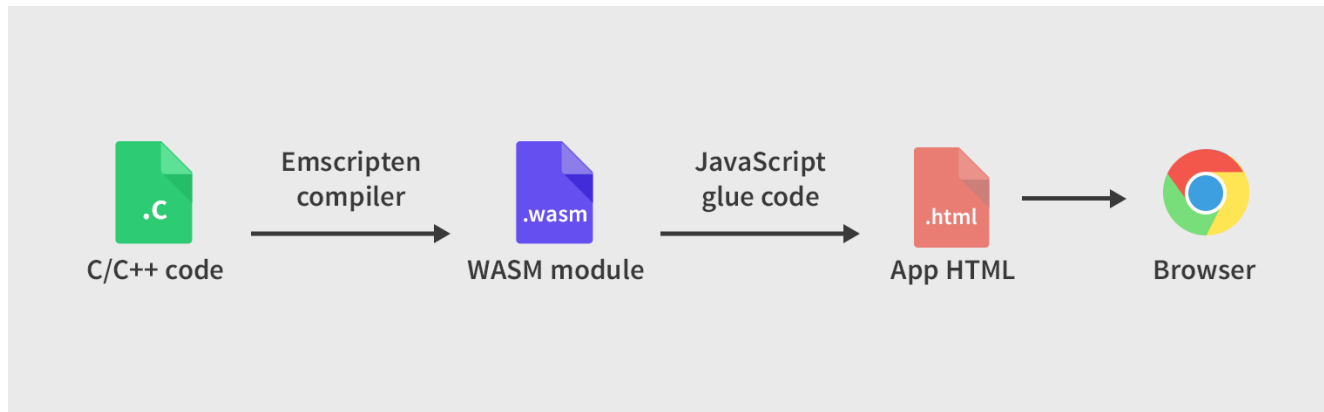 Emscripten
compiler
JavaScript
glue code
.c
.wasm
.html
C/C++ code
WASM module
App HTML
Browser